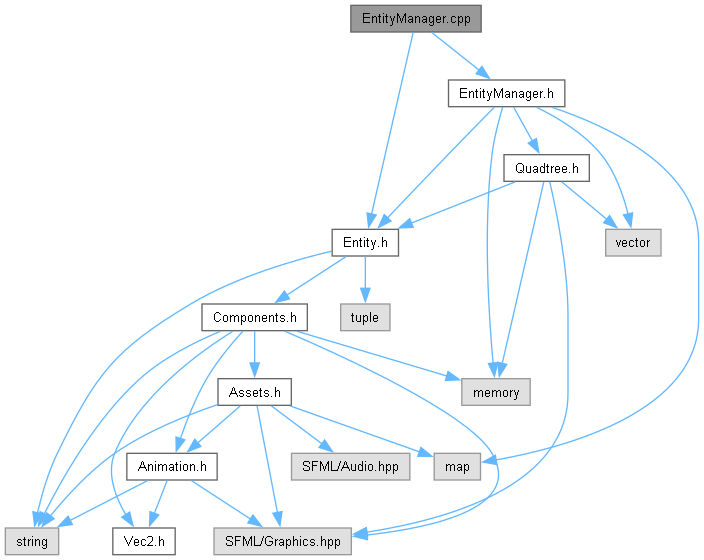 EntityManager.cpp
EntityManager.h
Quadtree.h
Entity.h
vector
Components.h
tuple
Assets.h
memory
Animation.h
SFML/Audio.hpp
map
string
Vec2.h
SFML/Graphics.hpp